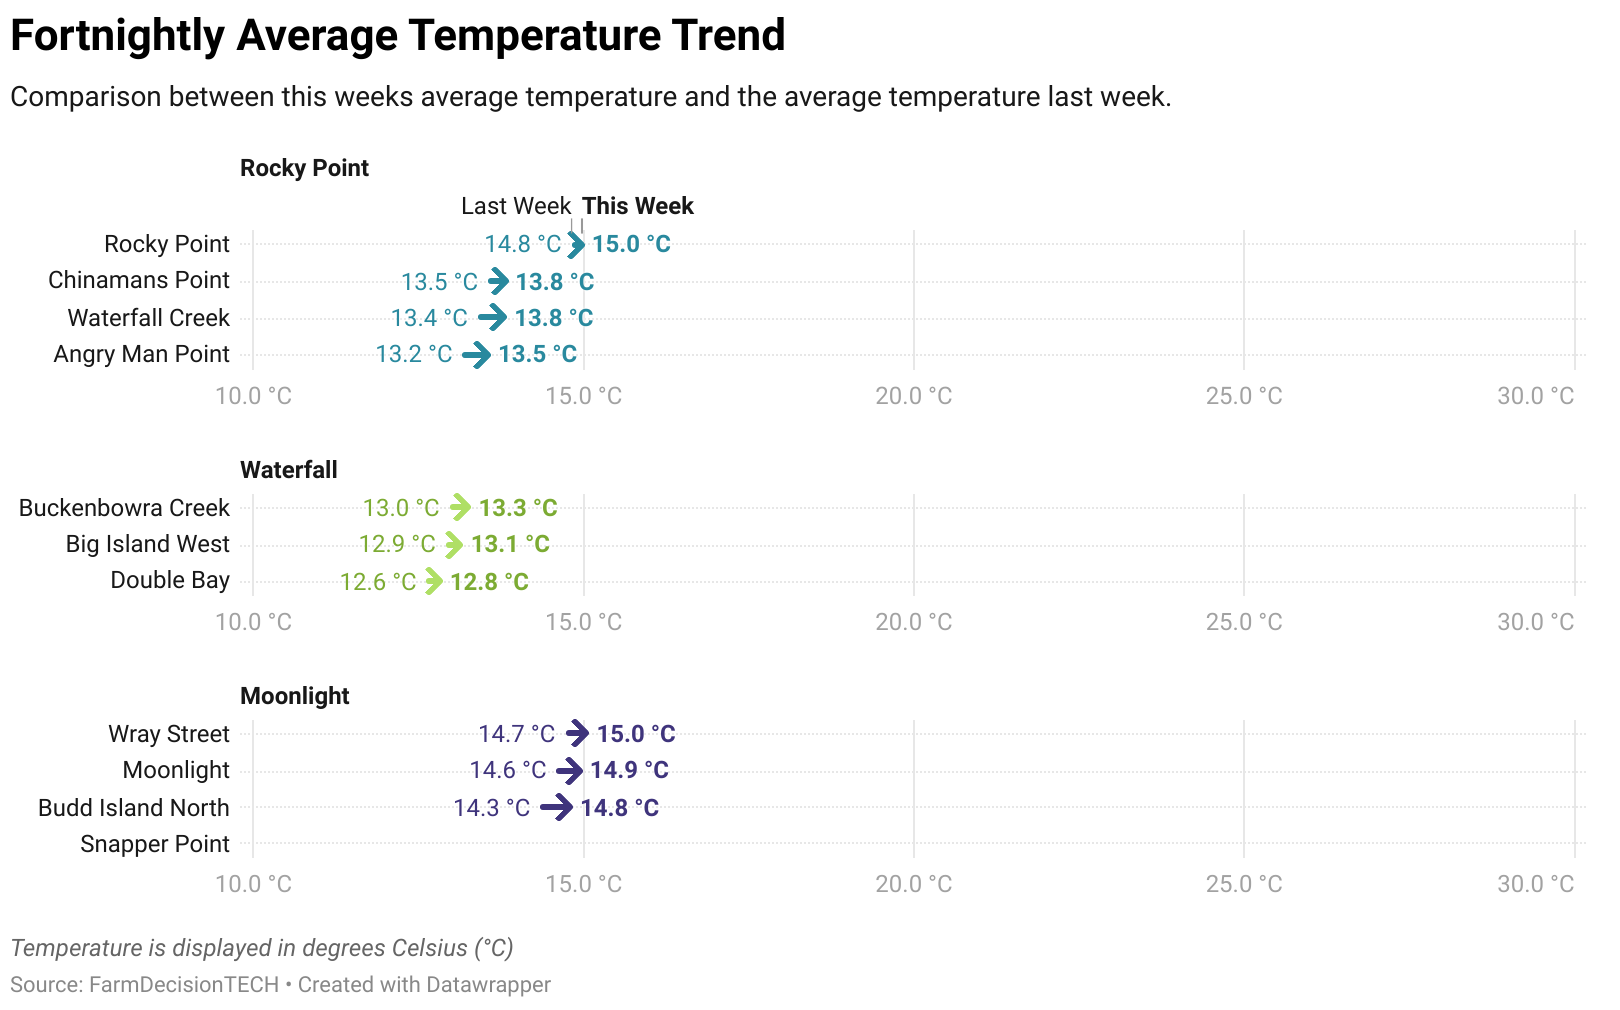 Fortnightly Average Temperature Trend
Comparison between this weeks average temperature and the average temperature last week.
Rocky Point
Last Week This Week
Rocky Point 14.8 °C 15.0 °C
Chinamans Point 13.5 °C 13.8 °C
Waterfall Creek 13.4 °C 13.8 °C
Angry Man Point 13.2 °C 13.5 °C
10.0 °C 15.0 °C 20.0 °C 25.0 °C 30.0 °C
Waterfall
Buckenbowra Creek 13.0 °C 13.3 °C
Big Island West 12.9 °C 13.1 °C
Double Bay 12.6 °C 12.8 °C
10.0 °C 15.0 °C 20.0 °C 25.0 °C 30.0 °C
Moonlight
Wray Street 14.7 °C 15.0 °C
Moonlight 14.6 °C 14.9 °C
Budd Island North 14.3 °C 14.8 °C
Snapper Point
10.0 °C 15.0 °C 20.0 °C 25.0 °C 30.0 °C
Temperature is displayed in degrees Celsius (°C)
Source: FarmDecisionTECH • Created with Datawrapper